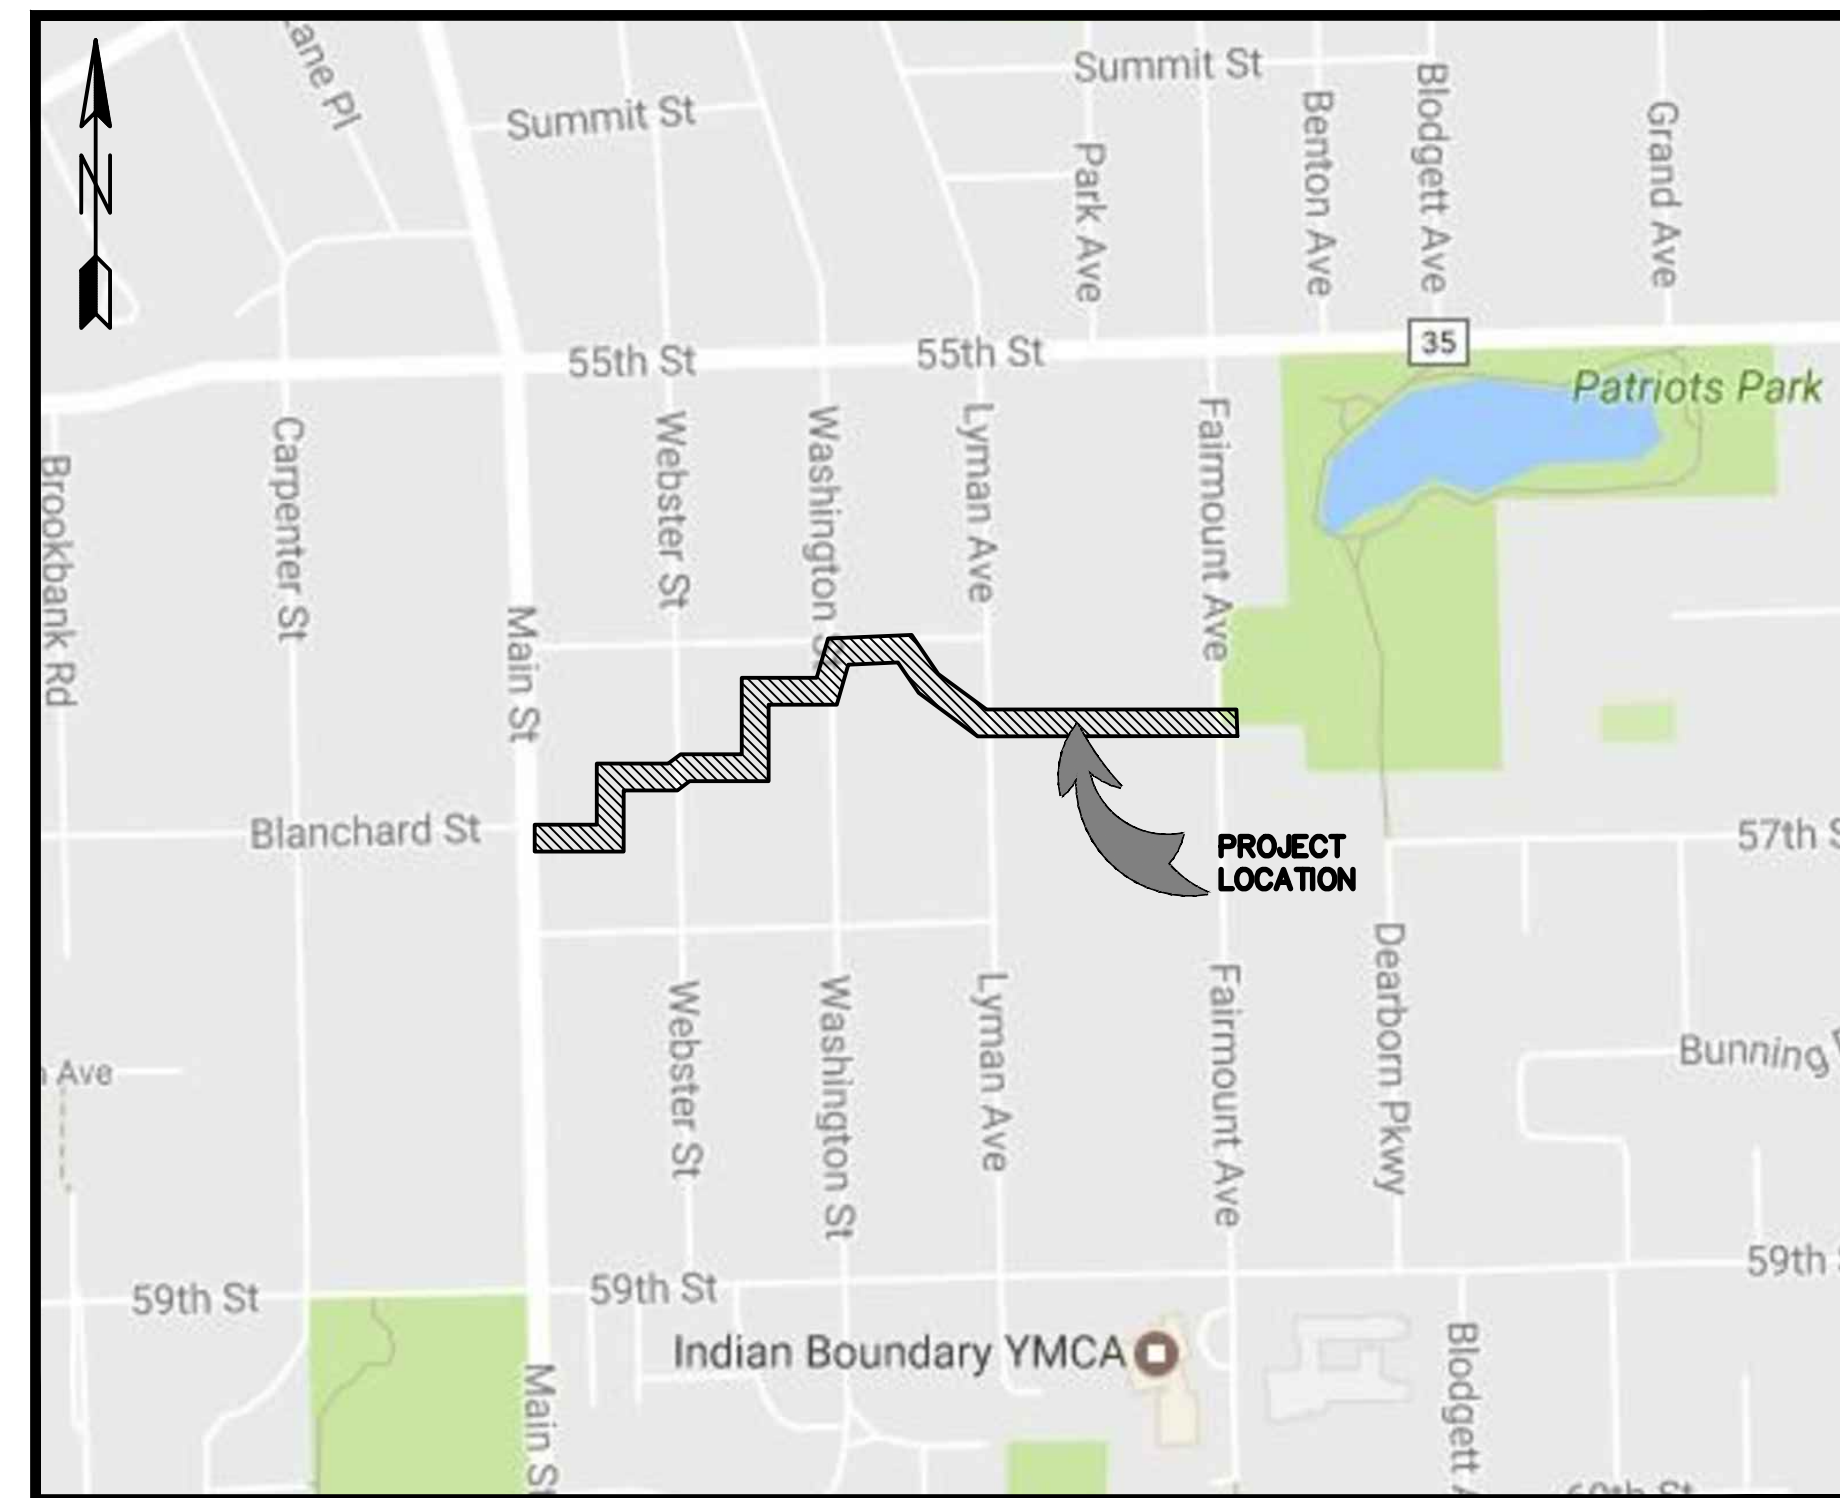 Summit St
Summit St
Blodgett Ave
Benton Ave
Grand Ave
Park Ave
N
55th St
55th St
35
Patriots Park
Carpenter St
Webster St
Washington St
Lyman Ave
Fairmount Ave
Brookbank Rd
Main St
Blanchard St
57th S
PROJECT
LOCATION
Dearborn Pkwy
Fairmount Ave
Lyman Ave
Washington St
Webster St
Bunning
Ave
59th St
59th St
59th
Indian Boundary YMCA
Blodgett A
Main St